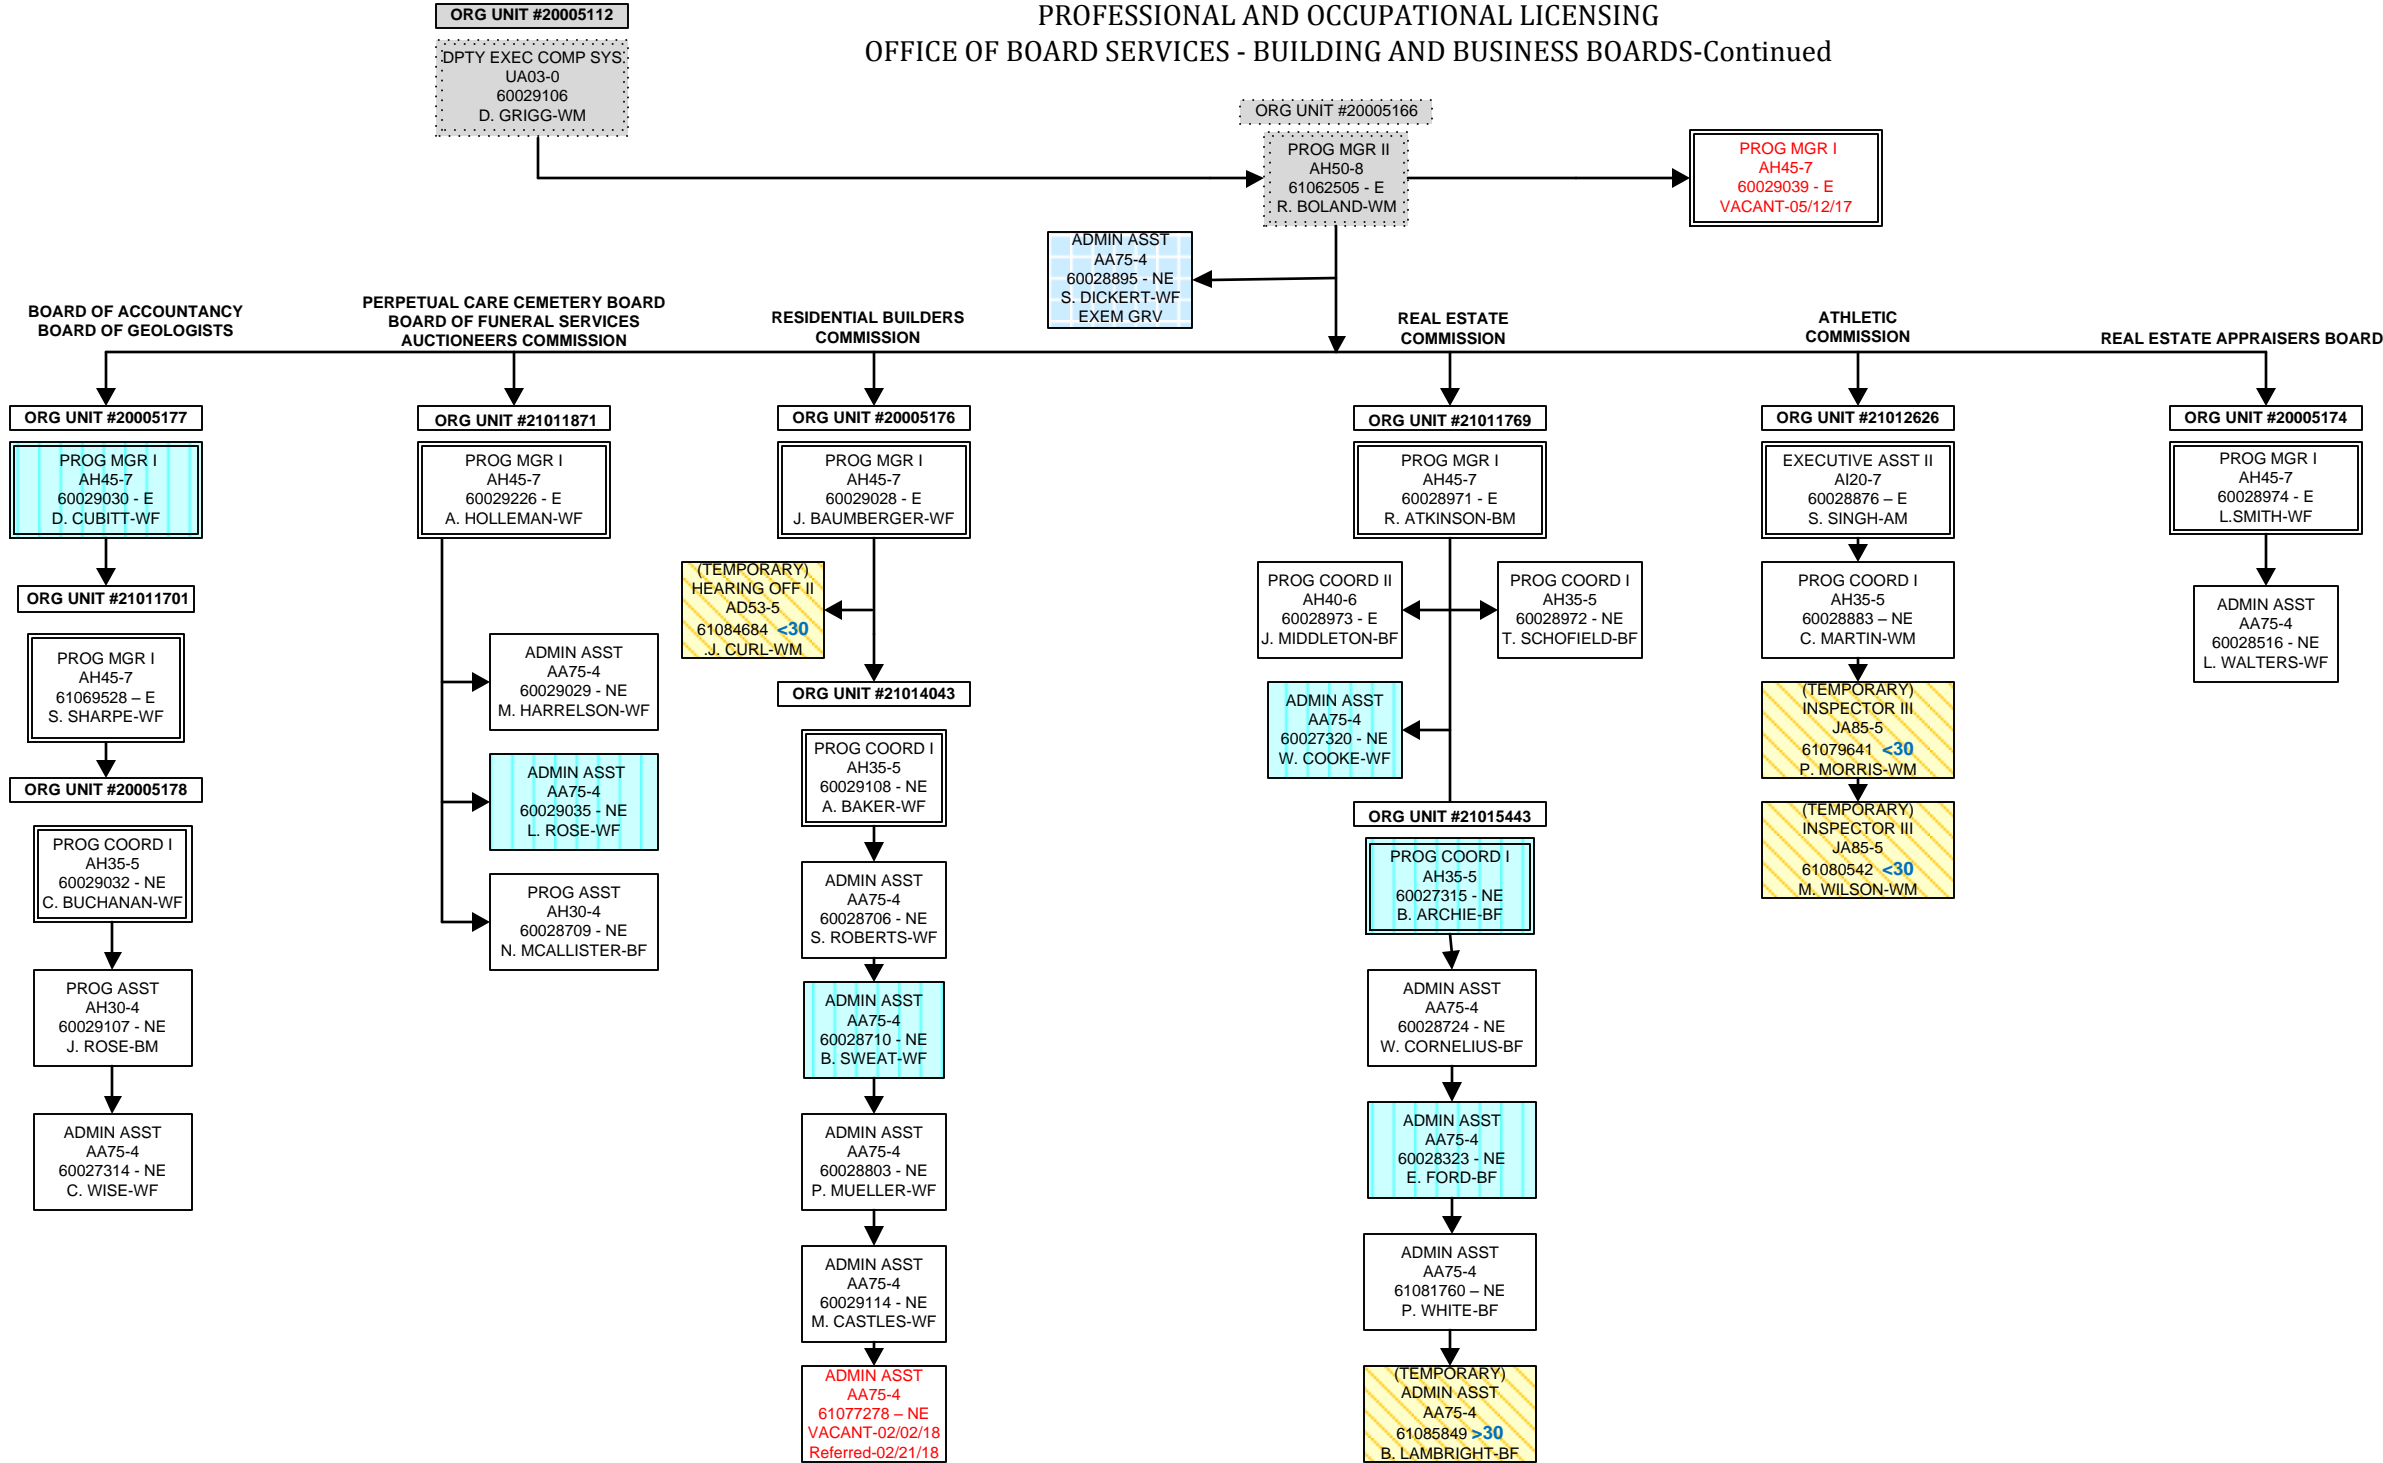 ORG UNIT #20005112
PROFESSIONAL AND OCCUPATIONAL LICENSING
OFFICE OF BOARD SERVICES - BUILDING AND BUSINESS BOARDS-Continued
DPTY EXEC COMP SYS
UA03-0
60029106
D. GRIGG-WM
ORG UNIT #20005166
PROG MGR II
AH50-8
61062505 - E
R. BOLAND-WM
PROG MGR I
AH45-7
60029039 - E
VACANT-05/12/17
ADMIN ASST
AA75-4
60028895 - NE
S. DICKERT-WF
EXEM GRV
BOARD OF ACCOUNTANCY
BOARD OF GEOLOGISTS
PERPETUAL CARE CEMETERY BOARD
BOARD OF FUNERAL SERVICES
AUCTIONEERS COMMISSION
RESIDENTIAL BUILDERS
COMMISSION
REAL ESTATE
COMMISSION
ATHLETIC
COMMISSION
REAL ESTATE APPRAISERS BOARD
ORG UNIT #20005177
PROG MGR I
AH45-7
60029030 - E
D. CUBITT-WF
ORG UNIT #21011701
PROG MGR I
AH45-7
61069528 – E
S. SHARPE-WF
ORG UNIT #20005178
PROG COORD I
AH35-5
60029032 - NE
C. BUCHANAN-WF
PROG ASST
AH30-4
60029107 - NE
J. ROSE-BM
ADMIN ASST
AA75-4
60027314 - NE
C. WISE-WF
ORG UNIT #21011871
PROG MGR I
AH45-7
60029226 - E
A. HOLLEMAN-WF
ADMIN ASST
AA75-4
60029029 - NE
M. HARRELSON-WF
ADMIN ASST
AA75-4
60029035 - NE
L. ROSE-WF
PROG ASST
AH30-4
60028709 - NE
N. MCALLISTER-BF
ORG UNIT #20005176
PROG MGR I
AH45-7
60029028 - E
J. BAUMBERGER-WF
(TEMPORARY)
HEARING OFF II
AD53-5
61084684 <30
.J. CURL-WM
ORG UNIT #21014043
PROG COORD I
AH35-5
60029108 - NE
A. BAKER-WF
ADMIN ASST
AA75-4
60028706 - NE
S. ROBERTS-WF
ADMIN ASST
AA75-4
60028710 - NE
B. SWEAT-WF
ADMIN ASST
AA75-4
60028803 - NE
P. MUELLER-WF
ADMIN ASST
AA75-4
60029114 - NE
M. CASTLES-WF
ADMIN ASST
AA75-4
61077278 – NE
VACANT-02/02/18
Referred-02/21/18
ORG UNIT #21011769
PROG MGR I
AH45-7
60028971 - E
R. ATKINSON-BM
PROG COORD II
AH40-6
60028973 - E
J. MIDDLETON-BF
PROG COORD I
AH35-5
60028972 - NE
T. SCHOFIELD-BF
ADMIN ASST
AA75-4
60027320 - NE
W. COOKE-WF
ORG UNIT #21015443
PROG COORD I
AH35-5
60027315 - NE
B. ARCHIE-BF
ADMIN ASST
AA75-4
60028724 - NE
W. CORNELIUS-BF
ADMIN ASST
AA75-4
60028323 - NE
E. FORD-BF
ADMIN ASST
AA75-4
61081760 – NE
P. WHITE-BF
(TEMPORARY)
ADMIN ASST
AA75-4
61085849 >30
B. LAMBRIGHT-BF
ORG UNIT #21012626
EXECUTIVE ASST II
AI20-7
60028876 – E
S. SINGH-AM
PROG COORD I
AH35-5
60028883 – NE
C. MARTIN-WM
(TEMPORARY)
INSPECTOR III
JA85-5
61079641 <30
P. MORRIS-WM
(TEMPORARY)
INSPECTOR III
JA85-5
61080542 <30
M. WILSON-WM
ORG UNIT #20005174
PROG MGR I
AH45-7
60028974 - E
L.SMITH-WF
ADMIN ASST
AA75-4
60028516 - NE
L. WALTERS-WF